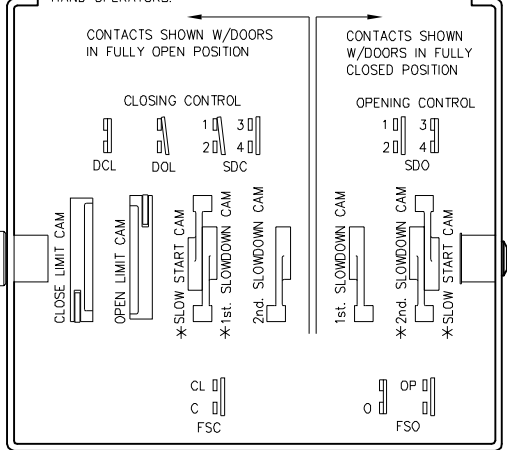 HAND OPERATORS.
CONTACTS SHOWN W/DOORS
IN FULLY OPEN POSITION
CONTACTS SHOWN
W/DOORS IN FULLY
CLOSED POSITION
CLOSING CONTROL
OPENING CONTROL
1 3
2 4
DCL DOL SDC
1 3
2 4
SDO
CLOSE LIMIT CAM
OPEN LIMIT CAM
*SLOW START CAM
*1st. SLOWDOWN CAM
2nd. SLOWDOWN CAM
1st. SLOWDOWN CAM
*2nd. SLOWDOWN CAM
*SLOW START CAM
CL
C
FSC
OP
O
FSO